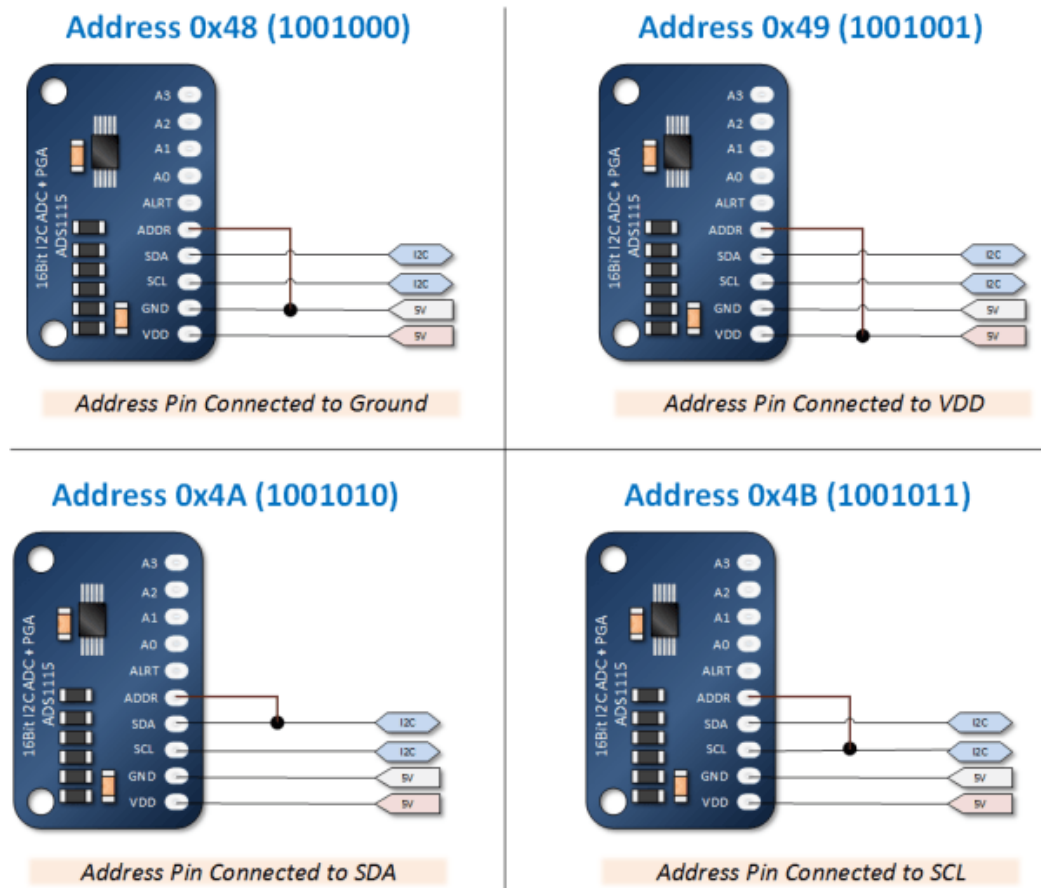 Address 0x48 (1001000)
A3
A2
A1
A0
ALRT
ADDR
SDA
SCL
GND
VDD
16Bit I2C ADC + PGA
ADS1115
I2C
I2C
5V
5V
Address Pin Connected to Ground
Address 0x49 (1001001)
A3
A2
A1
A0
ALRT
ADDR
SDA
SCL
GND
VDD
16Bit I2C ADC + PGA
ADS1115
I2C
I2C
5V
5V
Address Pin Connected to VDD
Address 0x4A (1001010)
A3
A2
A1
A0
ALRT
ADDR
SDA
SCL
GND
VDD
16Bit I2C ADC + PGA
ADS1115
I2C
I2C
5V
5V
Address Pin Connected to SDA
Address 0x4B (1001011)
A3
A2
A1
A0
ALRT
ADDR
SDA
SCL
GND
VDD
16Bit I2C ADC + PGA
ADS1115
I2C
I2C
5V
5V
Address Pin Connected to SCL